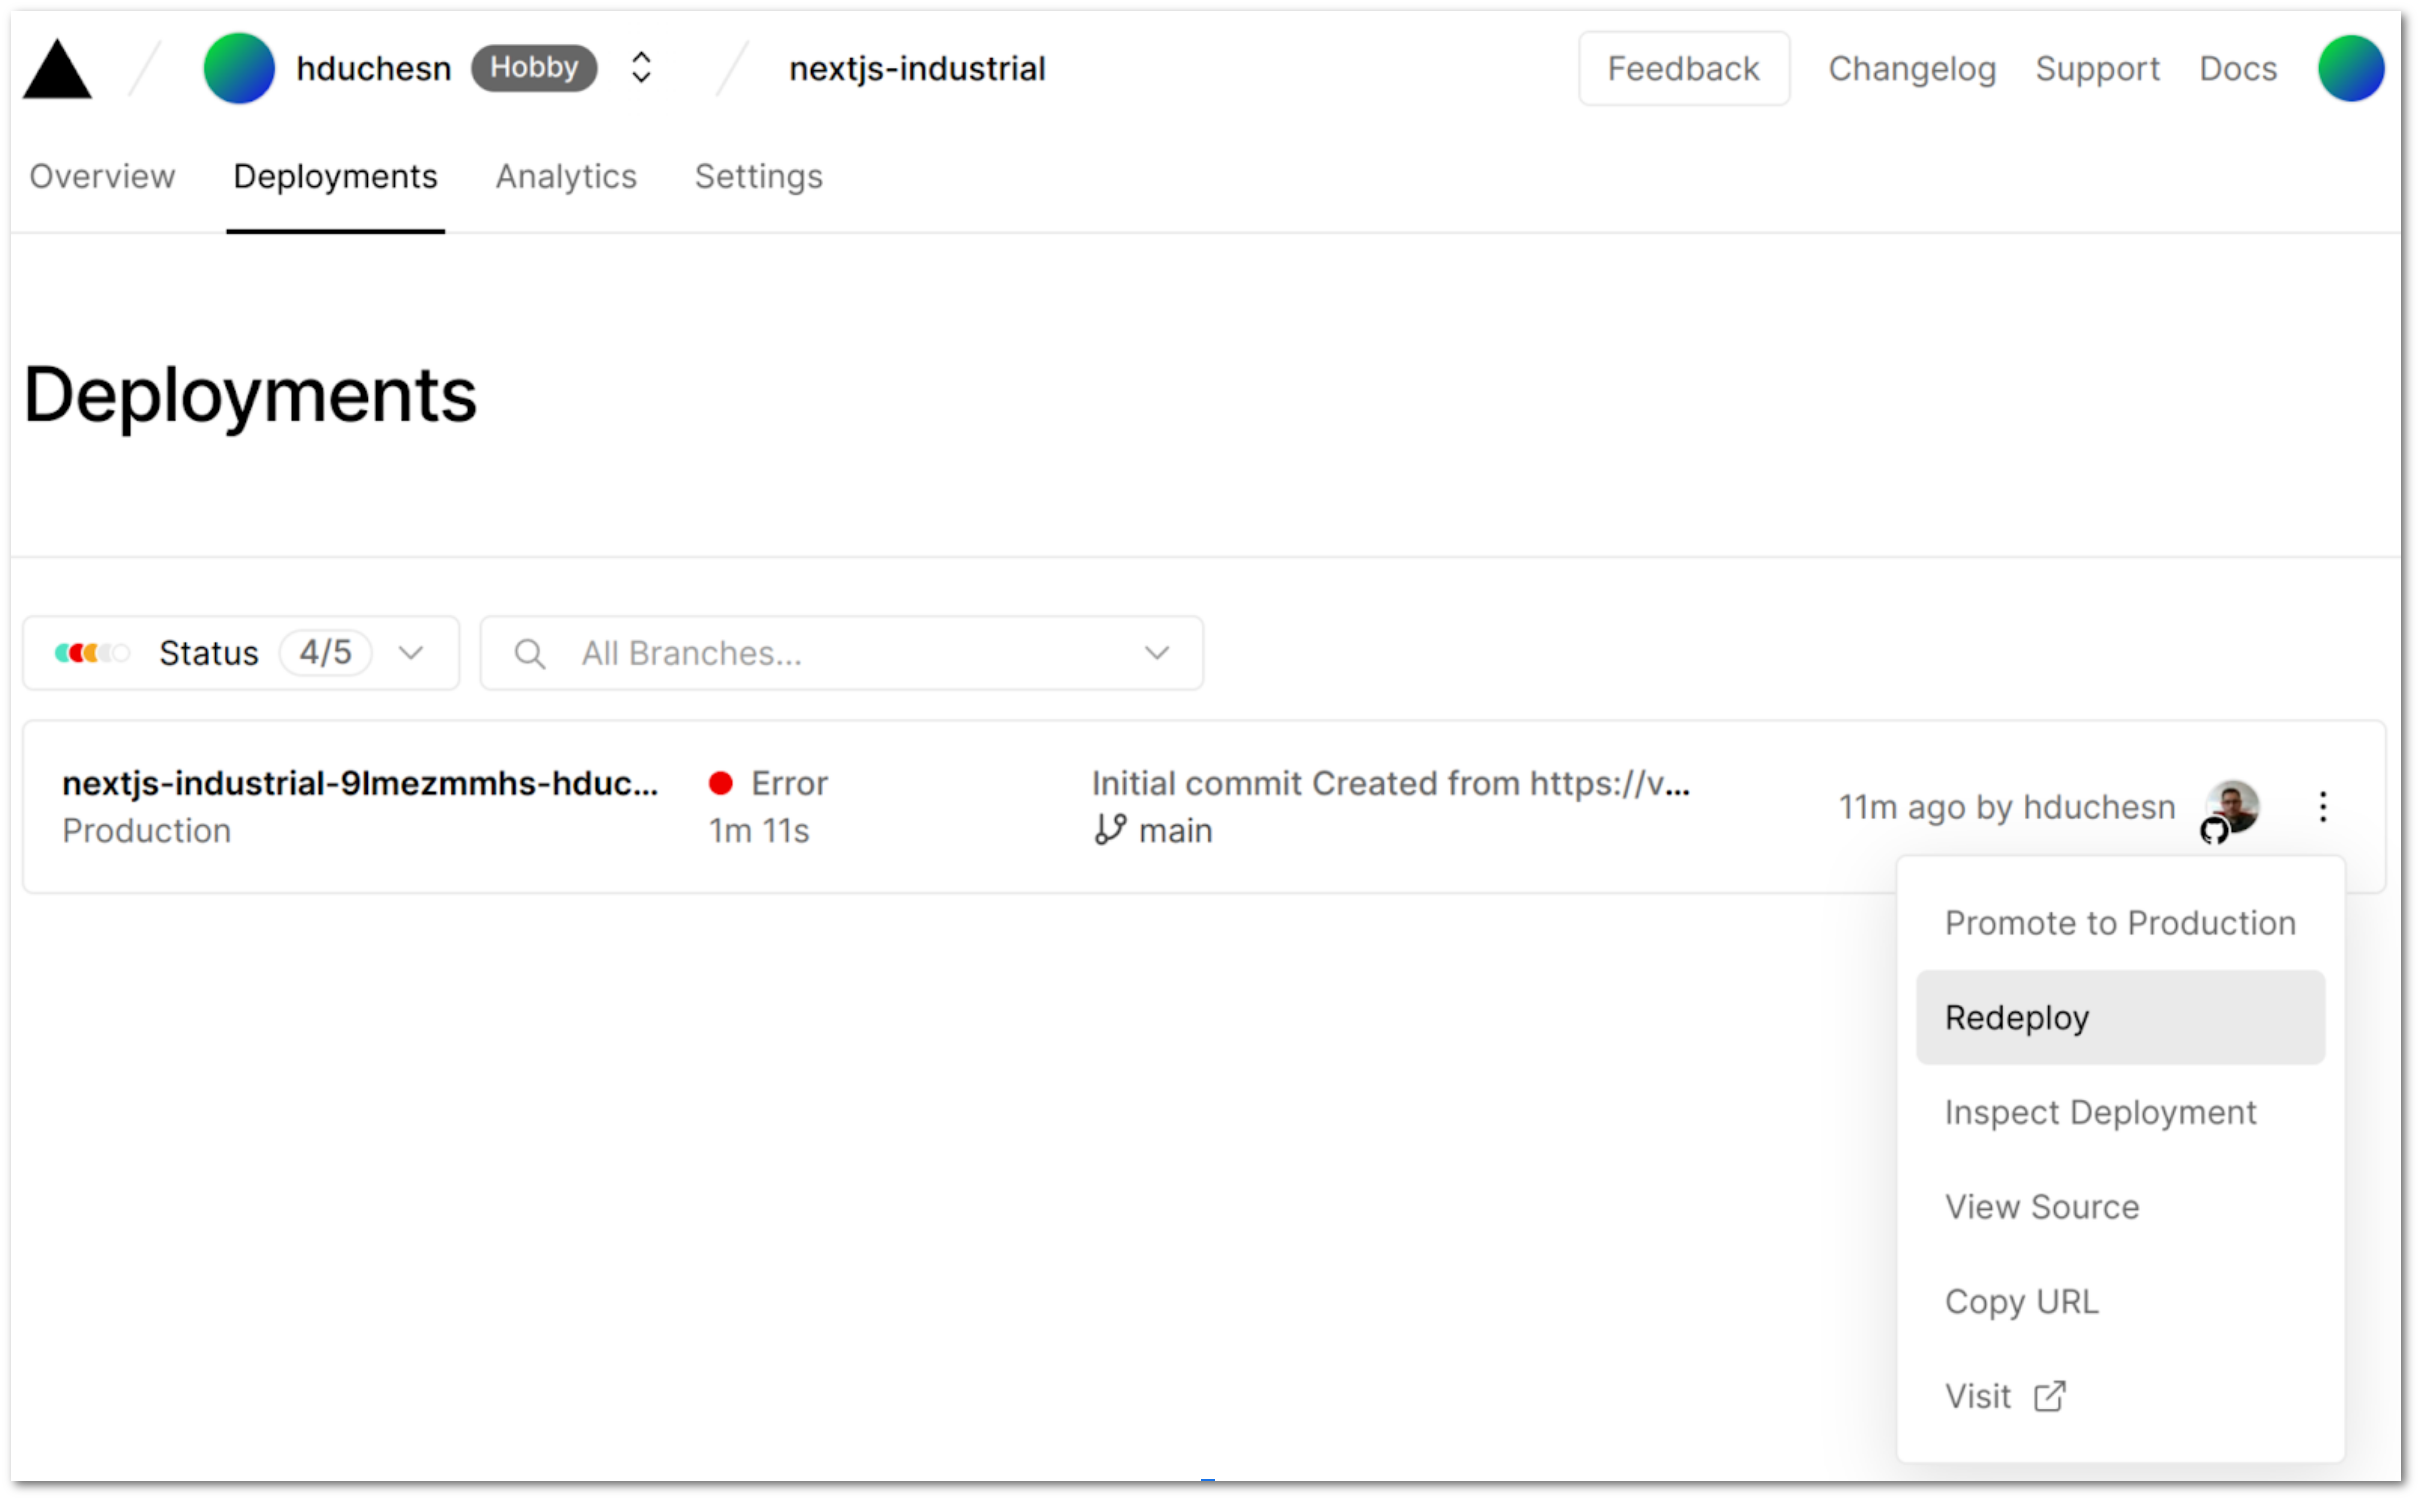 hduchesn Hobby nextjs-industrial Feedback Changelog Support Docs
Overview Deployments Analytics Settings
Deployments
Status 4/5 All Branches...
nextjs-industrial-9lmezmmhs-hduc... Error Initial commit Created from https://v...
11m ago by hduchesn
Production 1m 11s main
Promote to Production
Redeploy
Inspect Deployment
View Source
Copy URL
Visit